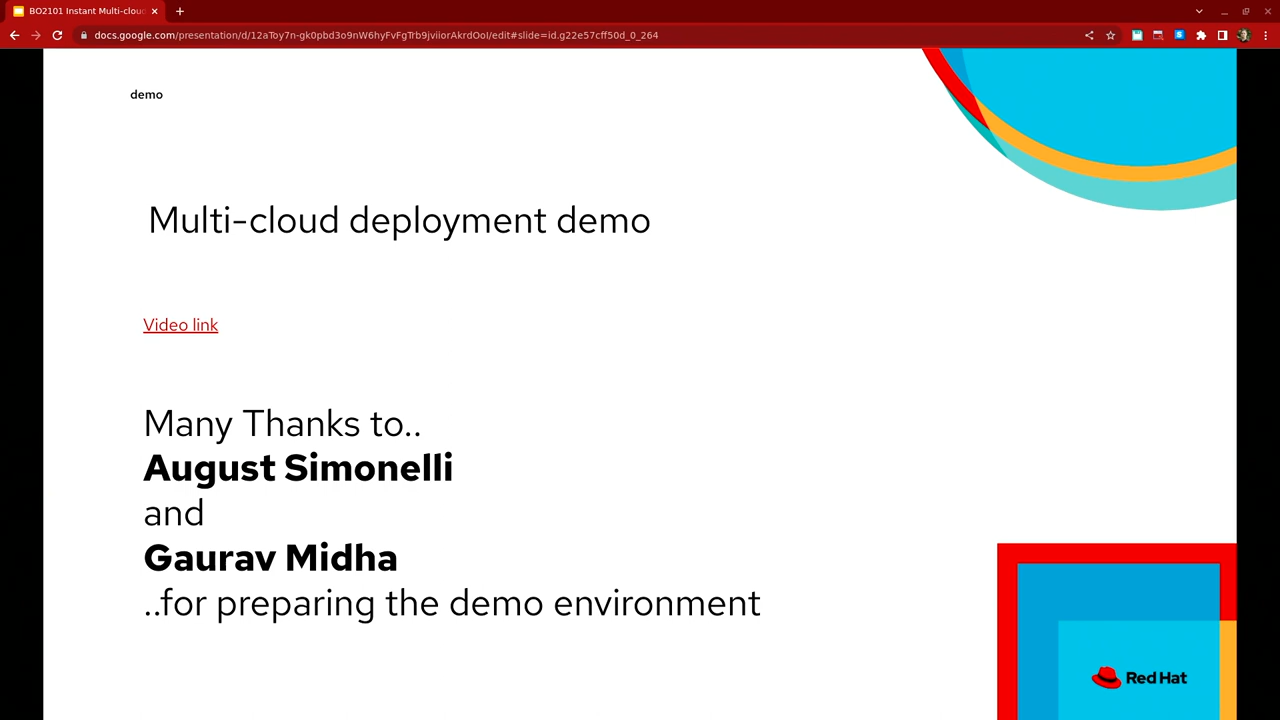 BO2101 Instant Multi-clou
docs.google.com/presentation/d/12aToy7n-gk0pbd3o9nW6hyFvFgTrb9jviiorAkrdOoI/edit#slide=id.g22e57cff50d_0_264
demo
Multi-cloud deployment demo
Video link
Many Thanks to..
August Simonelli
and
Gaurav Midha
..for preparing the demo environment
Red Hat